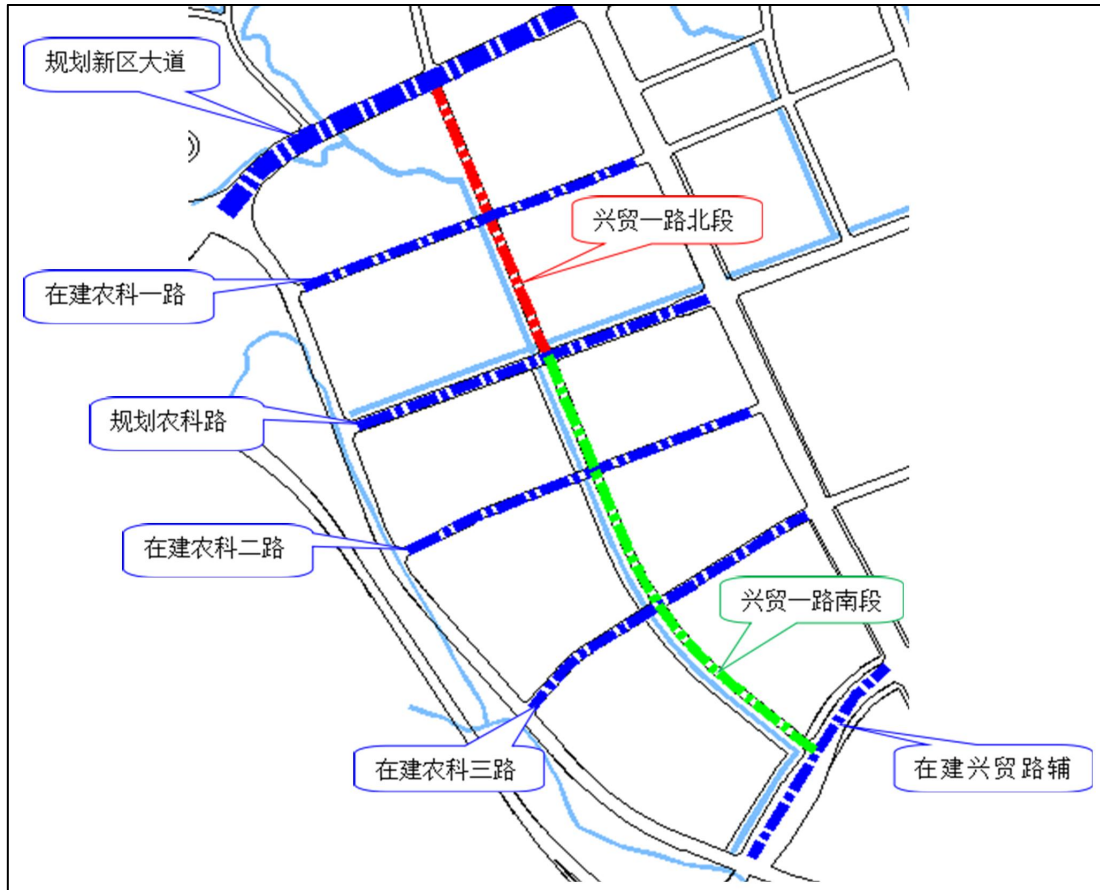 规划新区大道
兴贸一路北段
在建农科一路
规划农科路
在建农科二路
兴贸一路南段
在建农科三路
在建兴贸路辅